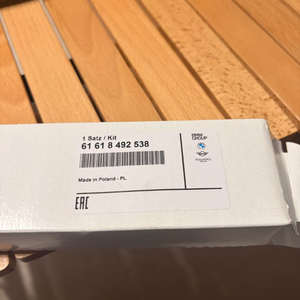 1 Satz / Kit
61 61 8 492 538
BMW
GROUP
Made in Poland - PL
EAC